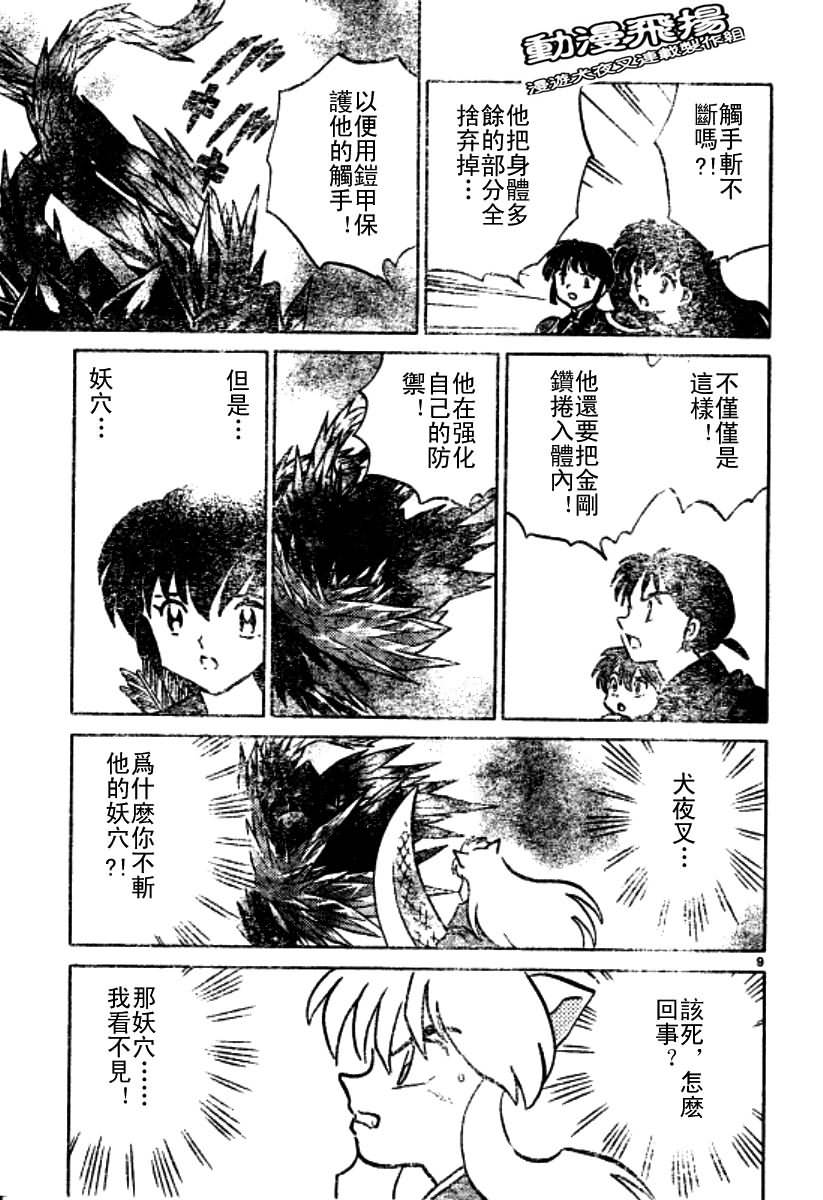 動漫飛揚
漫遊犬夜叉連載製作組
觸手斬不
斷嗎?!
他把身體多
餘的部分全
捨弃掉…
以便用鎧甲保
護他的觸手！
不僅僅是
這樣！
他還要把金剛
鑽捲入體內！
他在强化
自己的防
禦！
但是…
妖穴…
犬夜叉…
爲什麽你不斬
他的妖穴?!
9
該死，怎麽
回事？
那妖穴……
我看不見！